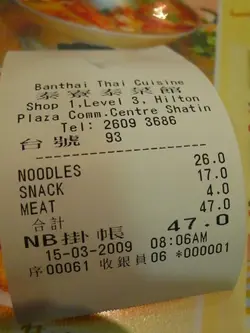 Banthai Thai Cuisine
泰寮泰菜館
Shop 1,Level 3, Hilton
Plaza Comm.Centre Shatin
Tel: 2609 3686
台號 93
NOODLES 26.0
SNACK 17.0
MEAT 4.0
合計 47.0
47.0
NB掛帳
15-03-2009 08:06AM
序00061 收銀員06 *000001